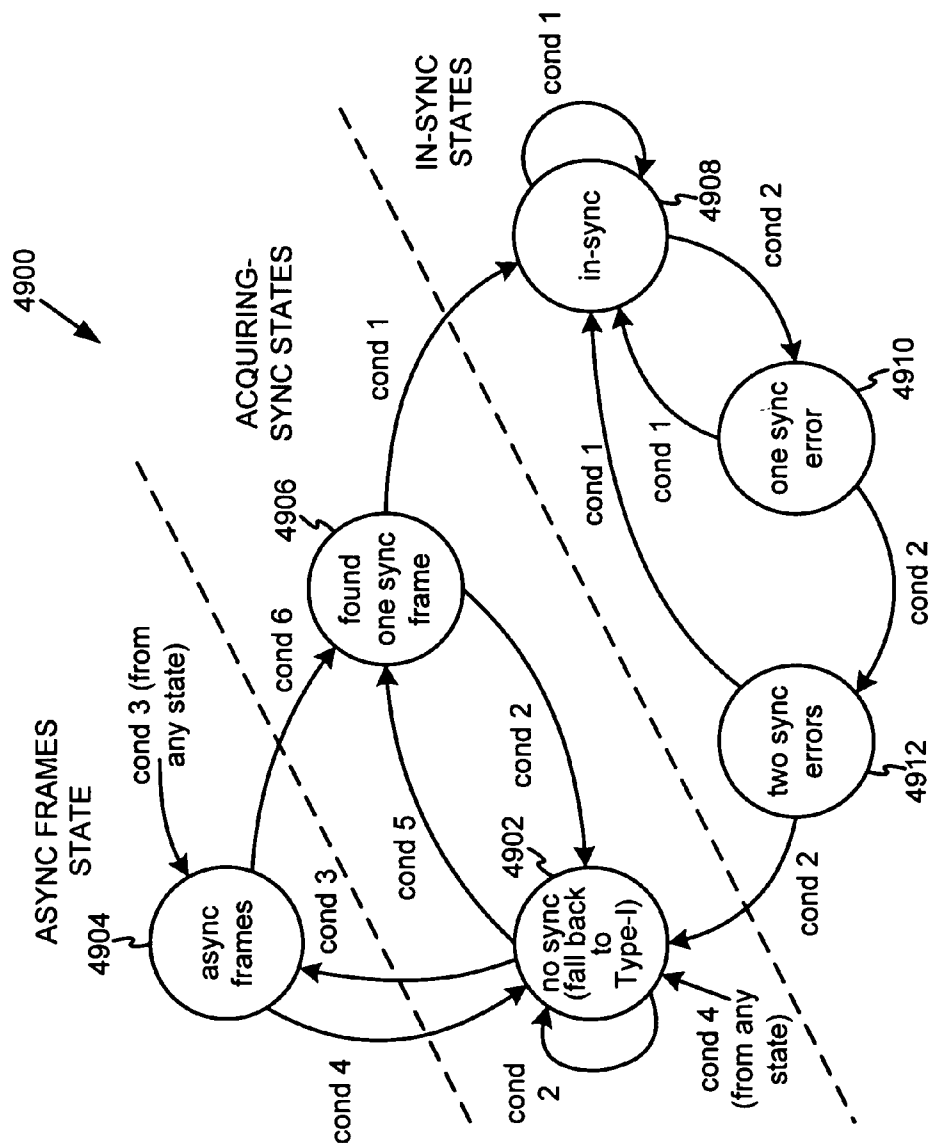 4900
ASYNC FRAMES
STATE
ACQUIRING-
SYNC STATES
IN-SYNC
STATES
4904
async
frames
cond 3 (from
any state)
cond 6
4906
found
one sync
frame
cond 1
cond 1
in-sync
4908
cond 4
cond 3
cond 5
cond 2
4902
no sync
(fall back
to
Type-I)
cond
2
cond 4
(from any
state)
cond 1
cond 1
cond 2
one sync
error
4910
cond 2
two sync
errors
4912
cond 2